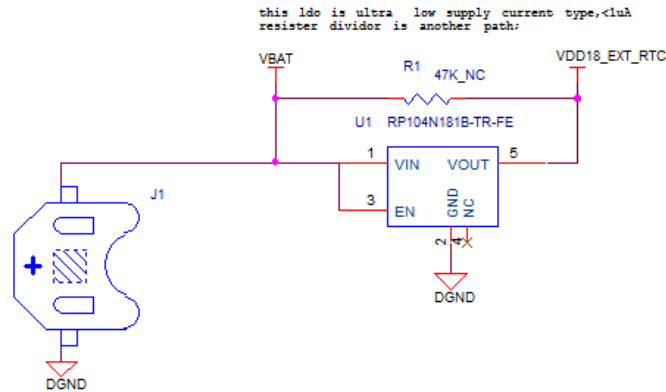 this ldo is ultra low supply current type,<1uA
resister dividor is another path;
VBAT
VDD18_EXT_RTC
R1
47K_NC
U1 RP104N181B-TR-FE
1 VIN VOUT 5
3 EN GND NC
2 4
J1
+
DGND
DGND